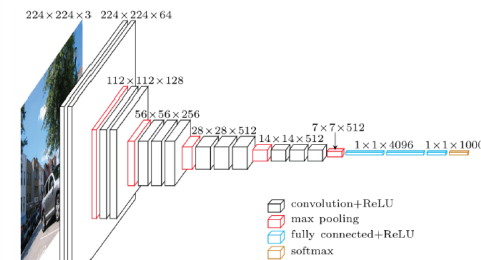 224×224×3 224×224×64
112×112×128
56×56×256
28×28×512
14×14×512
7×7×512
1×1×4096 1×1×1000
convolution+ReLU
max pooling
fully connected+ReLU
softmax